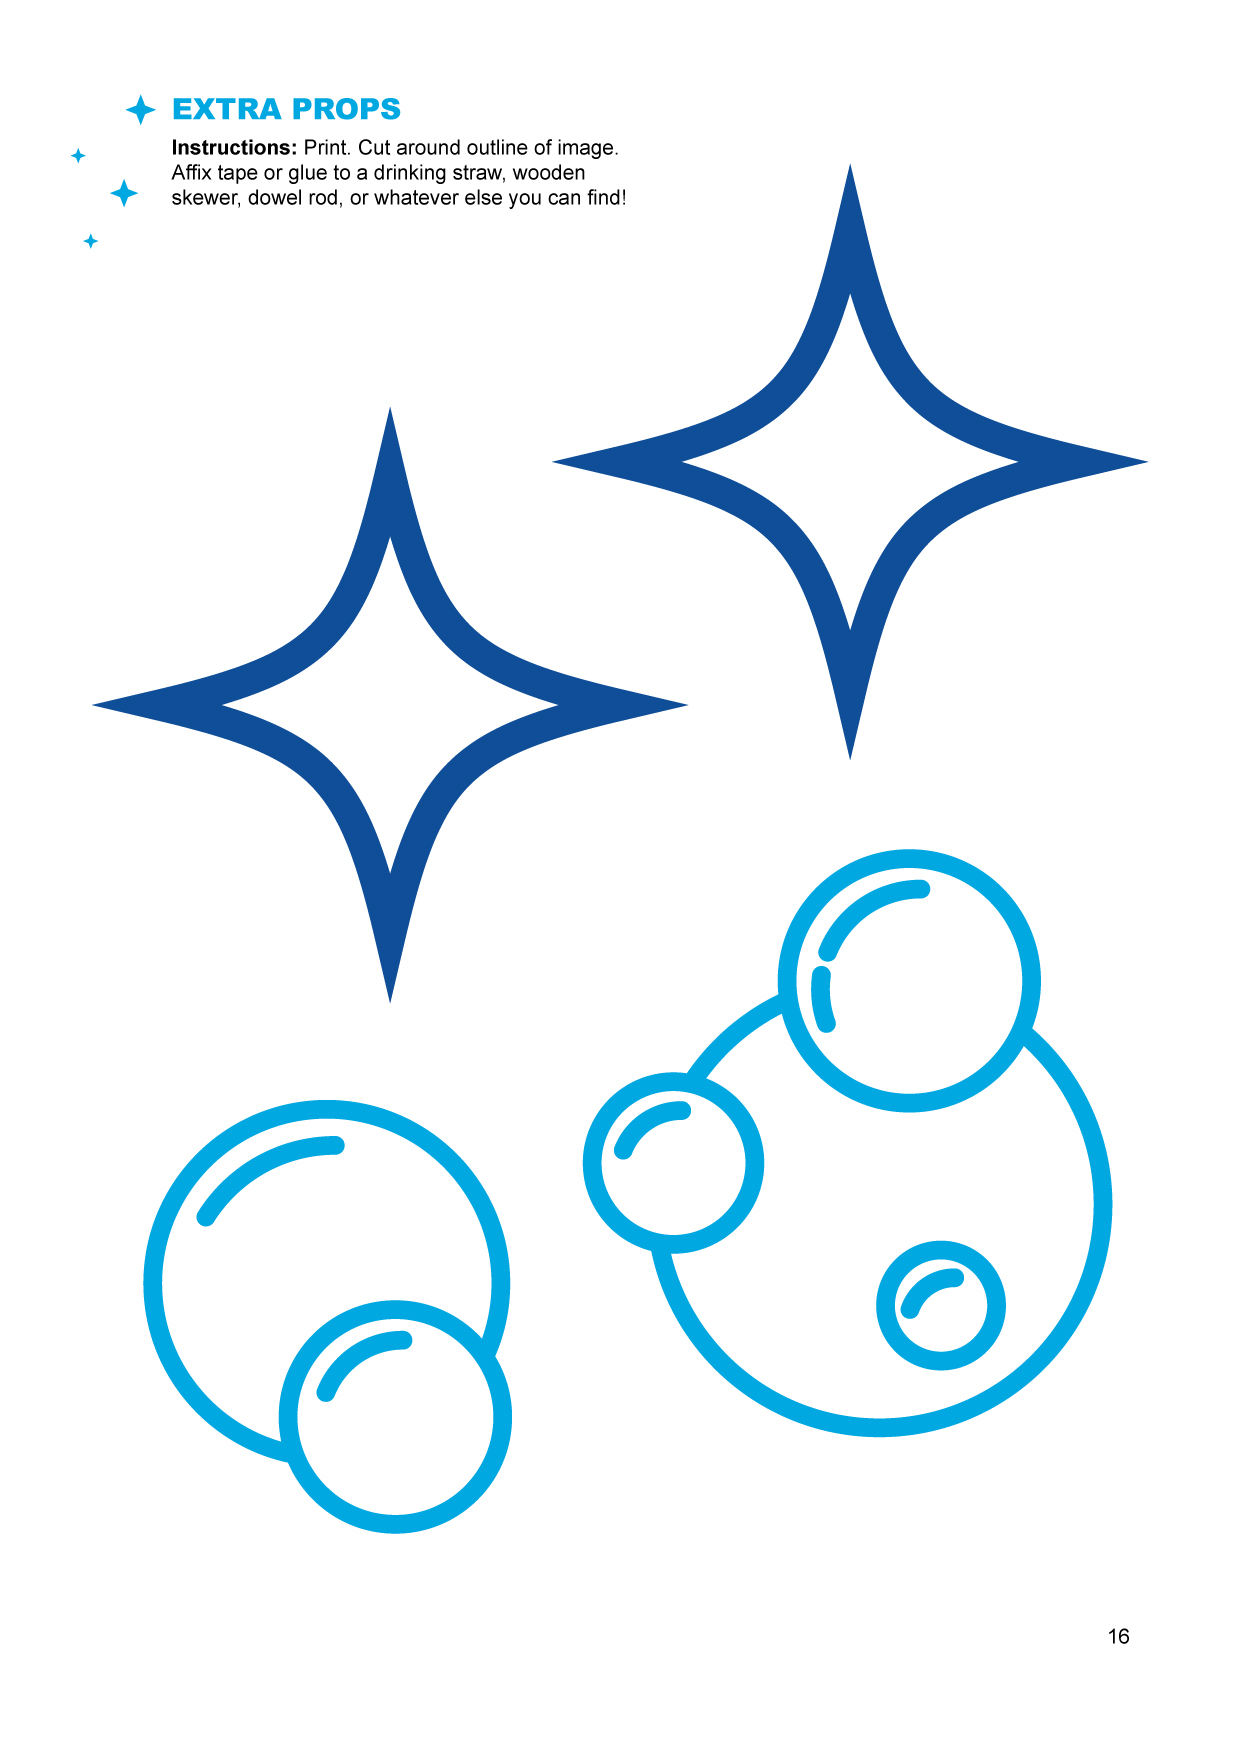 EXTRA PROPS
Instructions: Print. Cut around outline of image.
Affix tape or glue to a drinking straw, wooden
skewer, dowel rod, or whatever else you can find!
16